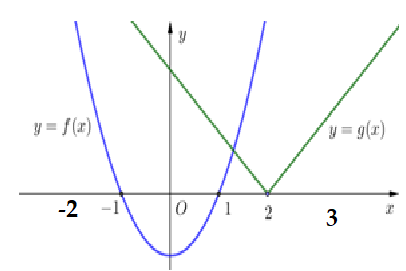 y
y = f(x)
y = g(x)
-2 −1 O 1 2 3 x